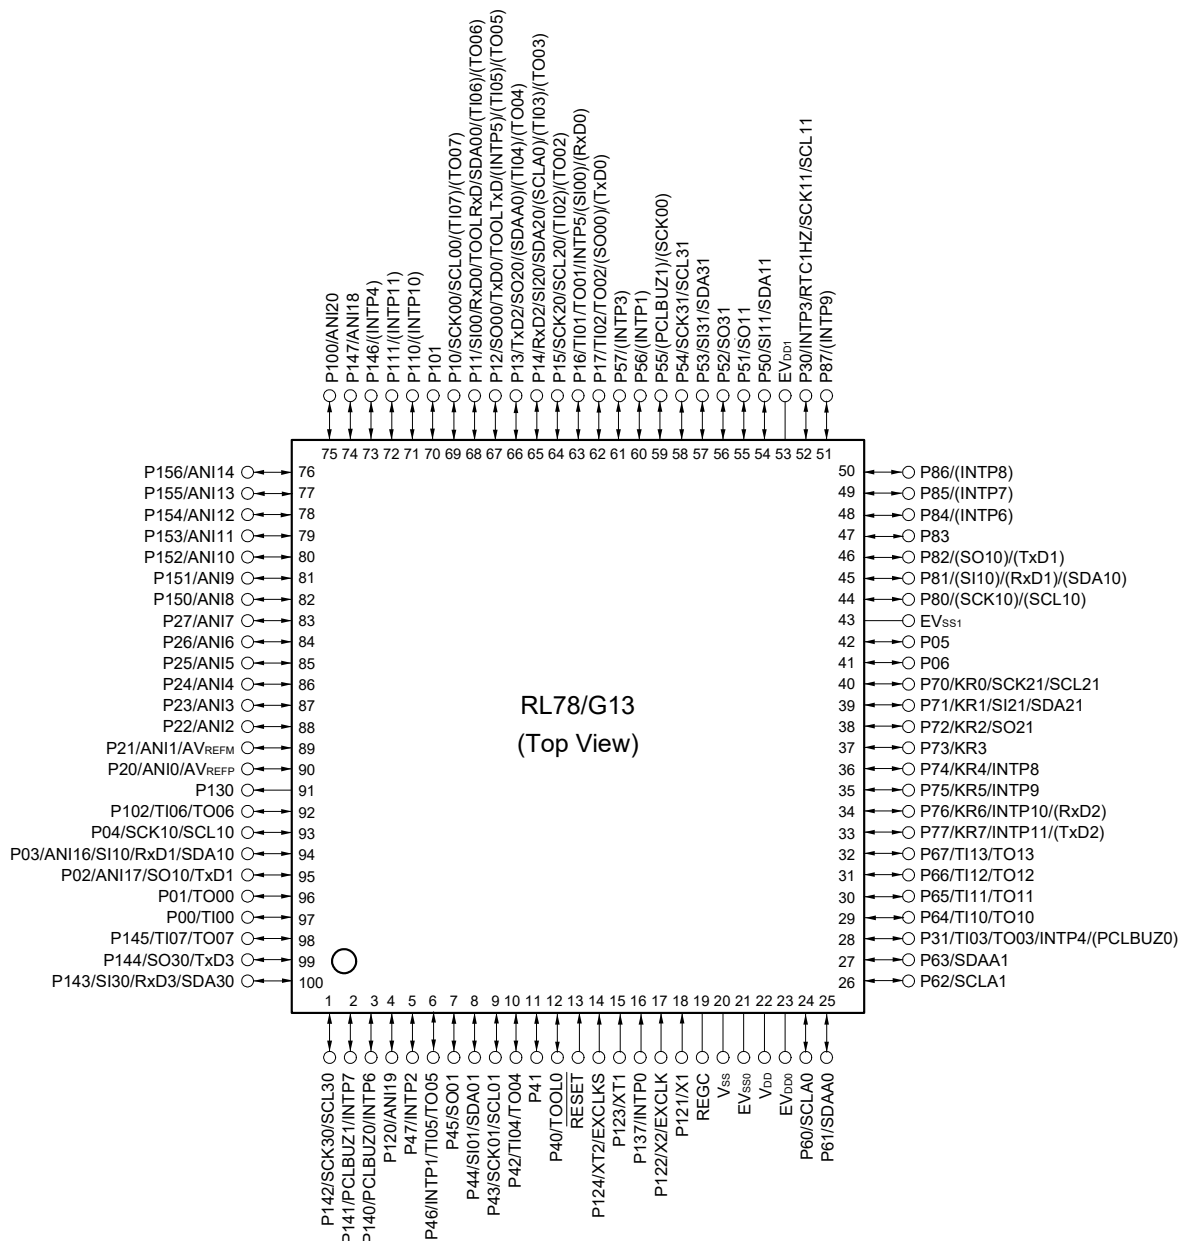 P100/ANI20
P147/ANI18
P146/(INTP4)
P111/(INTP11)
P110/(INTP10)
P101
P10/SCK00/SCL00/(TI07)/(TO07)
P11/SI00/RxD0/TOOLRxD/SDA00/(TI06)/(TO06)
P12/SO00/TxD0/TOOLTxD/(INTP5)/(TI05)/(TO05)
P13/TxD2/SO20/(SDAA0)/(TI04)/(TO04)
P14/RxD2/SI20/SDA20/(SCLA0)/(TI03)/(TO03)
P15/SCK20/SCL20/(TI02)/(TO02)
P16/TI01/TO01/INTP5/(SI00)/(RxD0)
P17/TI02/TO02/(SO00)/(TxD0)
P57/(INTP3)
P56/(INTP1)
P55/(PCLBUZ1)/(SCK00)
P54/SCK31/SCL31
P53/SI31/SDA31
P52/SO31
P51/SO11
P50/SI11/SDA11
EVDD1
P30/INTP3/RTC1HZ/SCK11/SCL11
P87/(INTP9)
75 74 73 72 71 70 69 68 67 66 65 64 63 62 61 60 59 58 57 56 55 54 53 52 51
P156/ANI14 76
P155/ANI13 77
P154/ANI12 78
P153/ANI11 79
P152/ANI10 80
P151/ANI9 81
P150/ANI8 82
P27/ANI7 83
P26/ANI6 84
P25/ANI5 85
P24/ANI4 86
P23/ANI3 87
P22/ANI2 88
P21/ANI1/AVREFM 89
P20/ANI0/AVREFP 90
P130 91
P102/TI06/TO06 92
P04/SCK10/SCL10 93
P03/ANI16/SI10/RxD1/SDA10 94
P02/ANI17/SO10/TxD1 95
P01/TO00 96
P00/TI00 97
P145/TI07/TO07 98
P144/SO30/TxD3 99
P143/SI30/RxD3/SDA30 100
RL78/G13
(Top View)
50 P86/(INTP8)
49 P85/(INTP7)
48 P84/(INTP6)
47 P83
46 P82/(SO10)/(TxD1)
45 P81/(SI10)/(RxD1)/(SDA10)
44 P80/(SCK10)/(SCL10)
43 EVSS1
42 P05
41 P06
40 P70/KR0/SCK21/SCL21
39 P71/KR1/SI21/SDA21
38 P72/KR2/SO21
37 P73/KR3
36 P74/KR4/INTP8
35 P75/KR5/INTP9
34 P76/KR6/INTP10/(RxD2)
33 P77/KR7/INTP11/(TxD2)
32 P67/TI13/TO13
31 P66/TI12/TO12
30 P65/TI11/TO11
29 P64/TI10/TO10
28 P31/TI03/TO03/INTP4/(PCLBUZ0)
27 P63/SDAA1
26 P62/SCLA1
1 2 3 4 5 6 7 8 9 10 11 12 13 14 15 16 17 18 19 20 21 22 23 24 25
P142/SCK30/SCL30
P141/PCLBUZ1/INTP7
P140/PCLBUZ0/INTP6
P120/ANI19
P47/INTP2
P46/INTP1/TI05/TO05
P45/SO01
P44/SI01/SDA01
P43/SCK01/SCL01
P42/TI04/TO04
P41
P40/TOOL0
RESET
P124/XT2/EXCLKS
P123/XT1
P137/INTP0
P122/X2/EXCLK
P121/X1
REGC
VSS
EVSS0
VDD
EVDD0
P60/SCLA0
P61/SDAA0